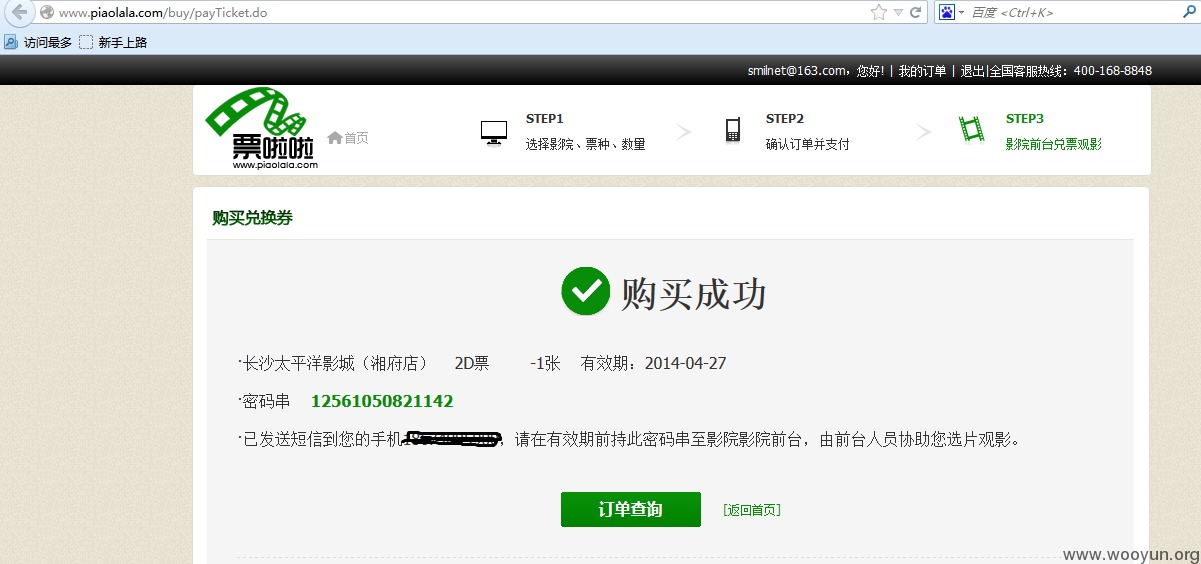 www.piaolala.com/buy/payTicket.do
百度 <Ctrl+K>
访问最多 新手上路
smilnet@163.com，您好! | 我的订单 | 退出|全国客服热线：400-168-8848
票啦啦
www.piaolala.com
首页
STEP1
选择影院、票种、数量
STEP2
确认订单并支付
STEP3
影院前台兑票观影
购买兑换券
购买成功
·长沙太平洋影城（湘府店） 2D票 -1张 有效期：2014-04-27
·密码串 12561050821142
·已发送短信到您的手机，请在有效期前持此密码串至影院影院前台，由前台人员协助您选片观影。
订单查询 [返回首页]
www.wooyun.org